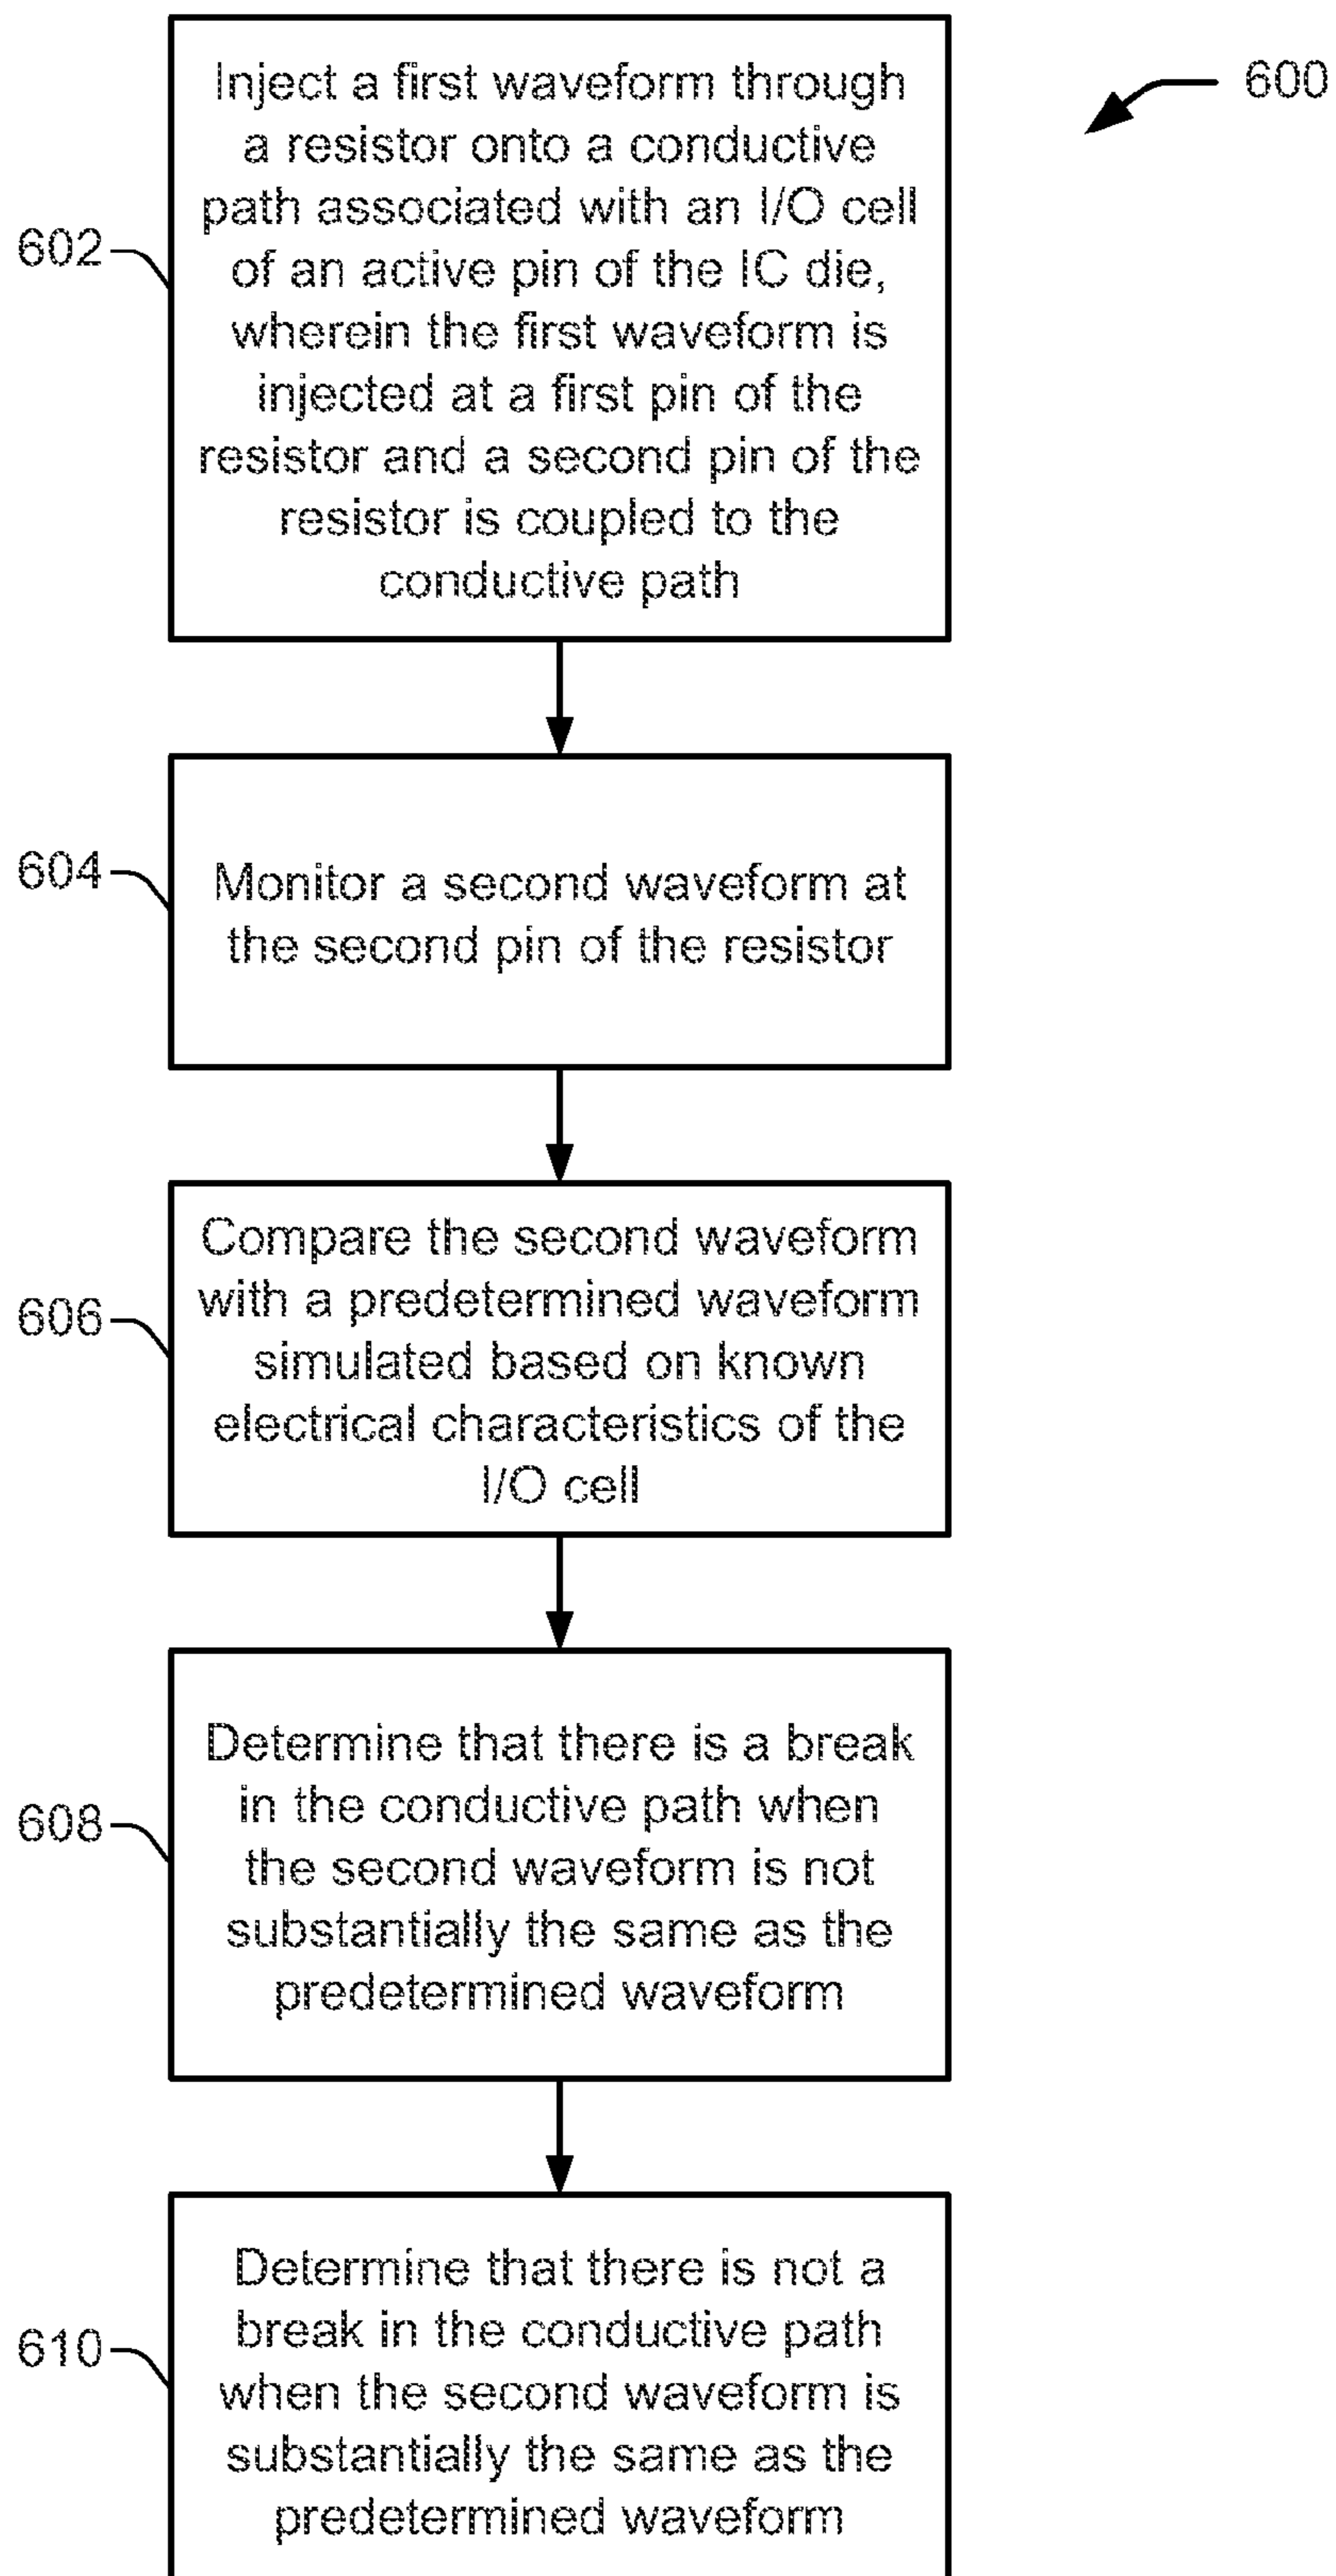 600
602
Inject a first waveform through
a resistor onto a conductive
path associated with an I/O cell
of an active pin of the IC die,
wherein the first waveform is
injected at a first pin of the
resistor and a second pin of the
resistor is coupled to the
conductive path
604
Monitor a second waveform at
the second pin of the resistor
606
Compare the second waveform
with a predetermined waveform
simulated based on known
electrical characteristics of the
I/O cell
608
Determine that there is a break
in the conductive path when
the second waveform is not
substantially the same as the
predetermined waveform
610
Determine that there is not a
break in the conductive path
when the second waveform is
substantially the same as the
predetermined waveform